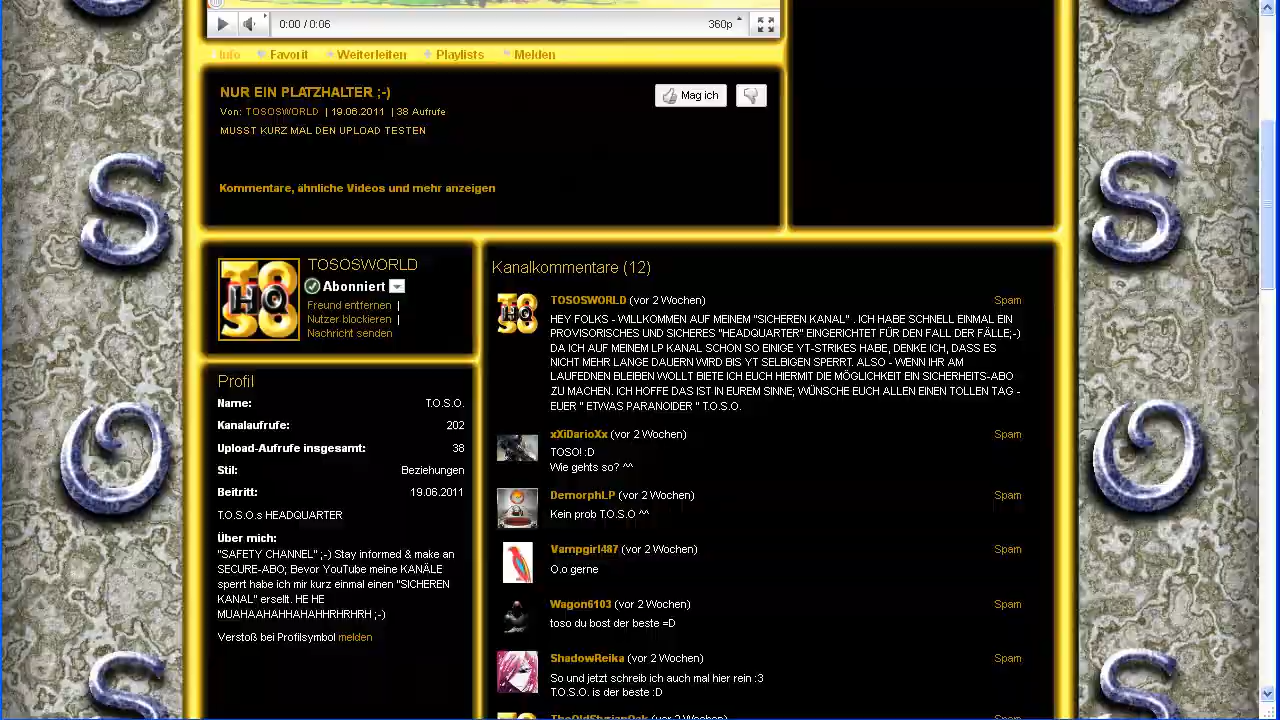 0:00 / 0:06
360p
Info Favorit Weiterleiten Playlists Melden
NUR EIN PLATZHALTER ;-)
Mag ich
Von: TOSOSWORLD | 19.06.2011 | 38 Aufrufe
MUSST KURZ MAL DEN UPLOAD TESTEN
Kommentare, ähnliche Videos und mehr anzeigen
TOSOSWORLD
Abonniert
Freund entfernen |
Nutzer blockieren |
Nachricht senden
Profil
Name: T.O.S.O.
Kanalaufrufe: 202
Upload-Aufrufe insgesamt: 38
Stil: Beziehungen
Beitritt: 19.06.2011
T.O.S.O.s HEADQUARTER
Über mich:
"SAFETY CHANNEL" ;-) Stay informed & make an
SECURE-ABO; Bevor YouTube meine KANÄLE
sperrt habe ich mir kurz einmal einen "SICHEREN
KANAL" ersellt. HE HE
MUAHAAHAHHAHAHHRHRHRH ;-)
Verstoß bei Profilsymbol melden
Kanalkommentare (12)
TOSOSWORLD (vor 2 Wochen) Spam
HEY FOLKS - WILLKOMMEN AUF MEINEM "SICHEREN KANAL" . ICH HABE SCHNELL EINMAL EIN
PROVISORISCHES UND SICHERES "HEADQUARTER" EINGERICHTET FÜR DEN FALL DER FÄLLE;-)
DA ICH AUF MEINEM LP KANAL SCHON SO EINIGE YT-STRIKES HABE, DENKE ICH, DASS ES
NICHT MEHR LANGE DAUERN WIRD BIS YT SELBIGEN SPERRT. ALSO - WENN IHR AM
LAUFEDNEN BLEIBEN WOLLT BIETE ICH EUCH HIERMIT DIE MÖGLICHKEIT EIN SICHERHEITS-ABO
ZU MACHEN. ICH HOFFE DAS IST IN EUREM SINNE; WÜNSCHE EUCH ALLEN EINEN TOLLEN TAG -
EUER " ETWAS PARANOIDER " T.O.S.O.
xXiDarioXx (vor 2 Wochen) Spam
TOSO! :D
Wie gehts so? ^^
DemorphLP (vor 2 Wochen) Spam
Kein prob T.O.S.O ^^
Vampgirl487 (vor 2 Wochen) Spam
O.o gerne
Wagon6103 (vor 2 Wochen) Spam
toso du bost der beste =D
ShadowReika (vor 2 Wochen) Spam
So und jetzt schreib ich auch mal hier rein :3
T.O.S.O. is der beste :D
S
O
S
S
O
S